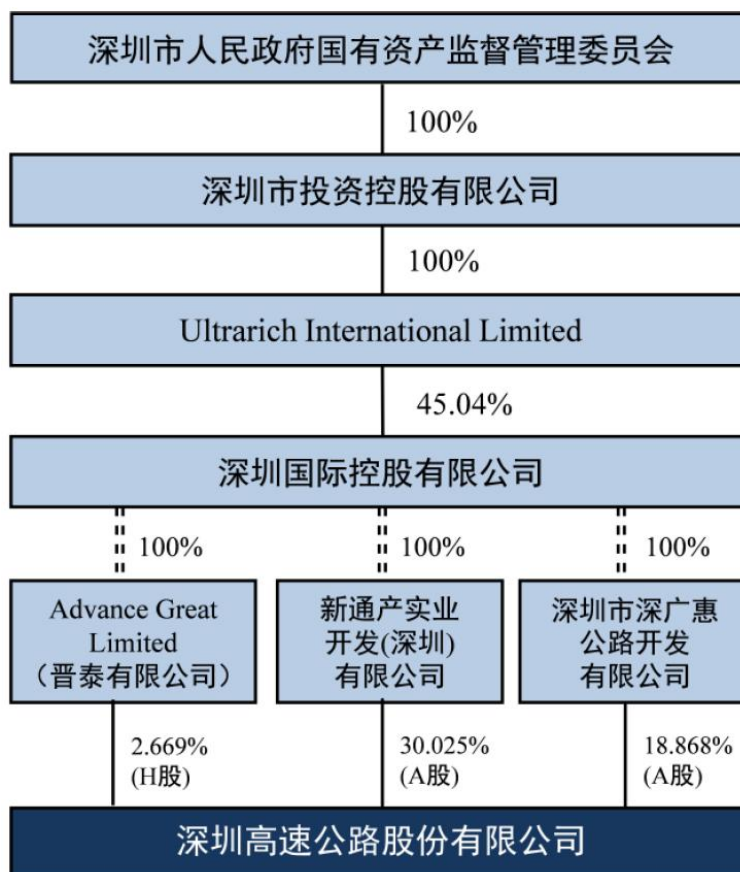 深圳市人民政府国有资产监督管理委员会
100%
深圳市投资控股有限公司
100%
Ultrarich International Limited
45.04%
深圳国际控股有限公司
100%
100%
100%
Advance Great
Limited
（晋泰有限公司）
新通产实业
开发(深圳)
有限公司
深圳市深广惠
公路开发
有限公司
2.669%
(H股)
30.025%
(A股)
18.868%
(A股)
深圳高速公路股份有限公司